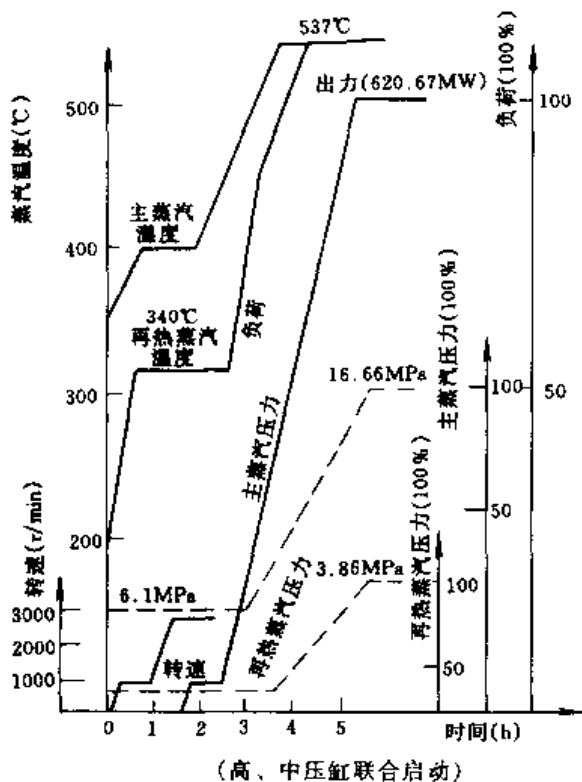 537℃
出力(620.67MW)
蒸汽温度(℃)
500
400
300
200
主蒸汽
温度
340℃
再热蒸汽
温度
负荷
主蒸汽压力
再热蒸汽压力
16.66MPa
3.86MPa
6.1MPa
转速
转速(r/min)
3000
2000
1000
负荷(100%)
100
50
主蒸汽压力(100%)
100
50
再热蒸汽压力(100%)
100
50
0 1 2 3 4 5 时间(h)
(高、中压缸联合启动)